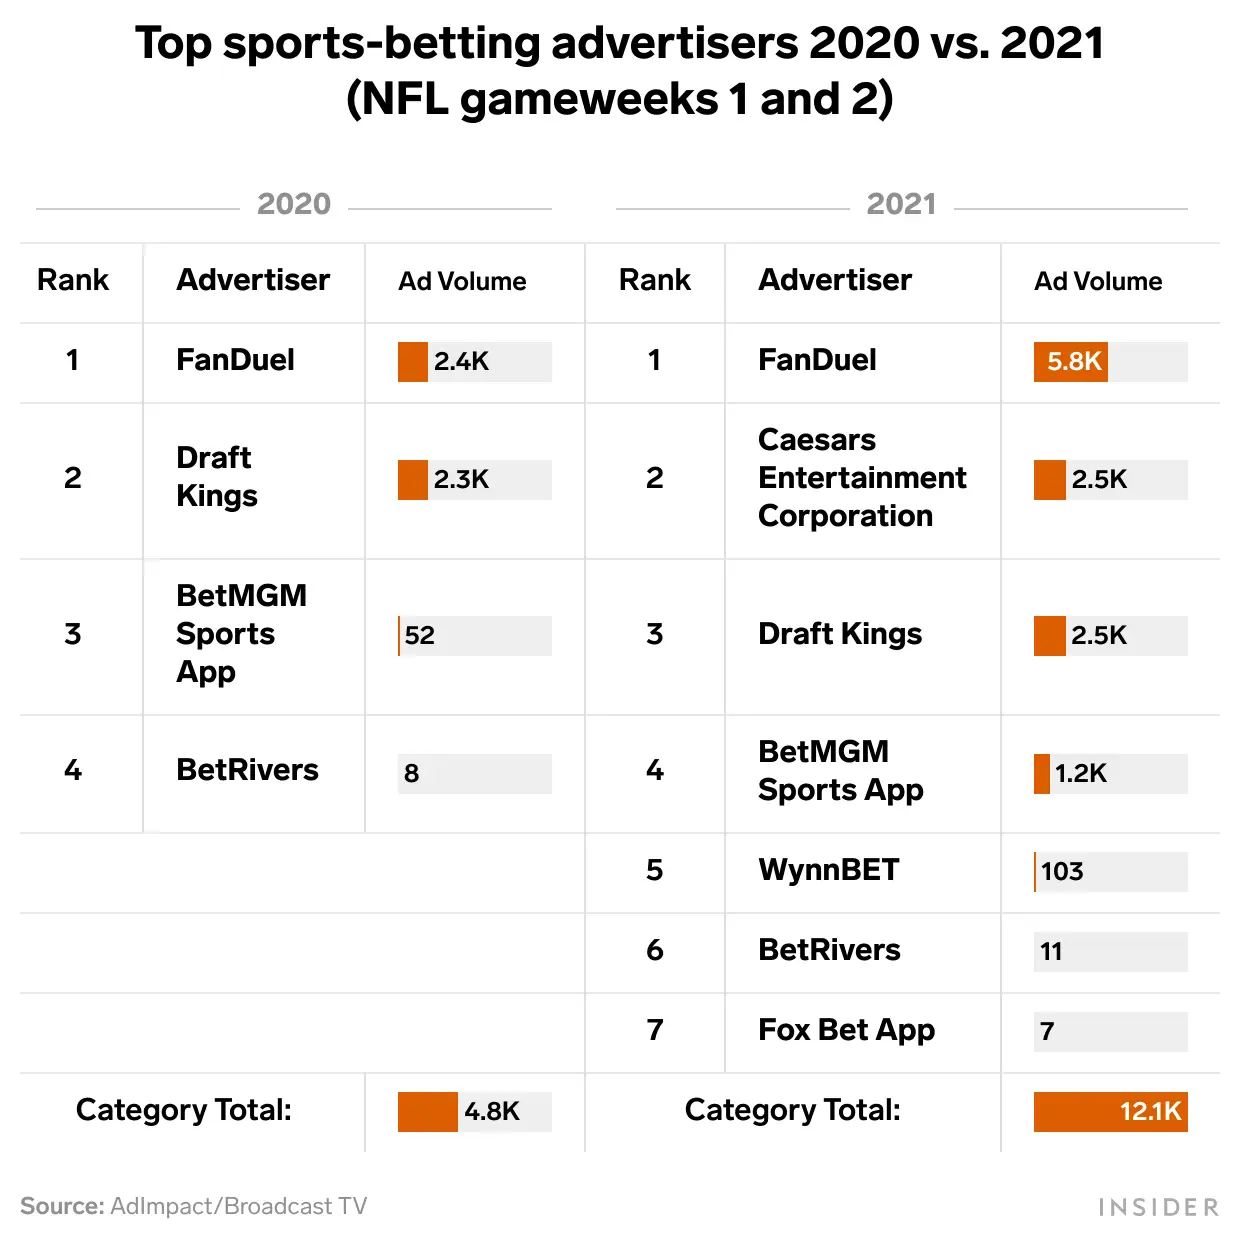 Top sports-betting advertisers 2020 vs. 2021
(NFL gameweeks 1 and 2)
2020
Rank Advertiser Ad Volume
1 FanDuel 2.4K
2 Draft
Kings 2.3K
3 BetMGM
Sports
App 52
4 BetRivers 8
Category Total: 4.8K
2021
Rank Advertiser Ad Volume
1 FanDuel 5.8K
2 Caesars
Entertainment
Corporation 2.5K
3 Draft Kings 2.5K
4 BetMGM
Sports App 1.2K
5 WynnBET 103
6 BetRivers 11
7 Fox Bet App 7
Category Total: 12.1K
Source: AdImpact/Broadcast TV
INSIDER